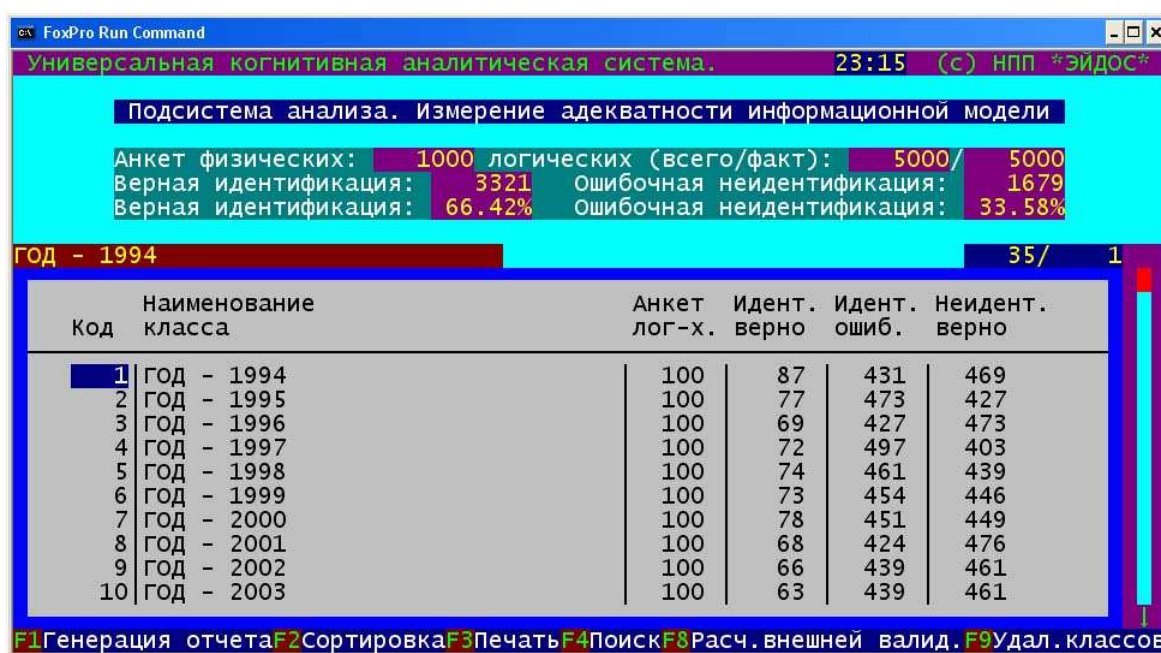 FoxPro Run Command
Универсальная когнитивная аналитическая система. 23:15 (c) НПП *ЭЙДОС*
Подсистема анализа. Измерение адекватности информационной модели
Анкет физических: 1000 логических (всего/факт): 5000/ 5000
Верная идентификация: 3321 Ошибочная неидентификация: 1679
Верная идентификация: 66.42% Ошибочная неидентификация: 33.58%
ГОД - 1994 35/ 1
Наименование Анкет Идент. Идент. Неидент.
Код класса лог-х. верно ошиб. верно
1 ГОД - 1994 100 87 431 469
2 ГОД - 1995 100 77 473 427
3 ГОД - 1996 100 69 427 473
4 ГОД - 1997 100 72 497 403
5 ГОД - 1998 100 74 461 439
6 ГОД - 1999 100 73 454 446
7 ГОД - 2000 100 78 451 449
8 ГОД - 2001 100 68 424 476
9 ГОД - 2002 100 66 439 461
10 ГОД - 2003 100 63 439 461
F1Генерация отчетаF2СортировкаF3ПечатьF4ПоискF8Расч.внешней валид.F9Удал.классов